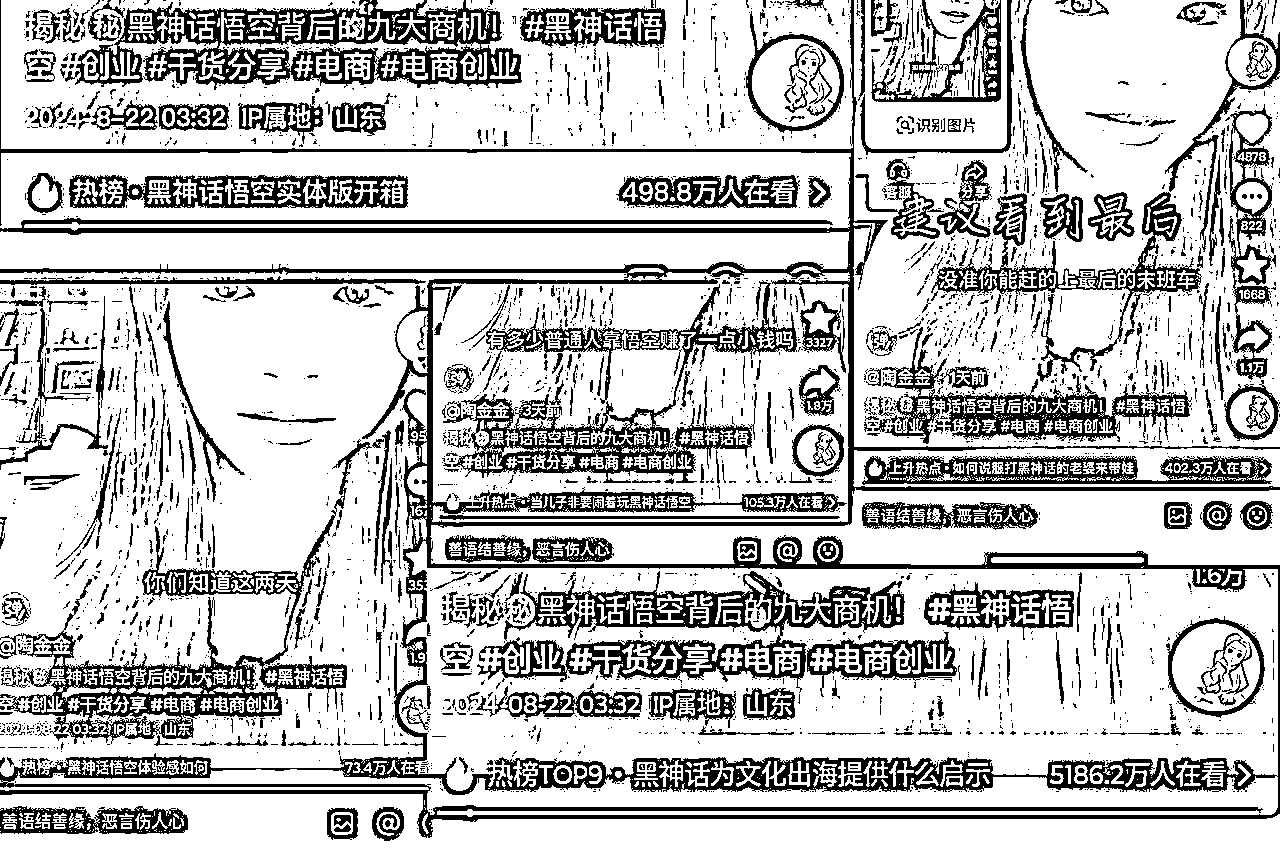 揭秘㊙黑神话悟空背后的九大商机！ #黑神话悟
空 #创业 #干货分享 #电商 #电商创业
2024-8-22 03:32 IP属地：山东
热榜·黑神话悟空实体版开箱
498.8万人在看
识别图片
分享
4878
建议看到最后
822
没准你能赶的上最后的末班车
1668
1.1万
@陶金金·1天前
揭秘㊙黑神话悟空背后的九大商机！ #黑神话悟
空 #创业 #干货分享 #电商 #电商创业
上升热点·如何说服打黑神话的老婆来带娃
402.3万人在看
善语结善缘，恶言伤人心
有多少普通人靠悟空赚了一点小钱吗
3327
1.9万
@陶金金·3天前
揭秘㊙黑神话悟空背后的九大商机！ #黑神话悟
空 #创业 #干货分享 #电商 #电商创业
上升热点·当儿子非要闹着玩黑神话悟空
105.3万人在看
善语结善缘，恶言伤人心
你们知道这两天
@陶金金
揭秘㊙黑神话悟空背后的九大商机！ #黑神话悟
空 #创业 #干货分享 #电商 #电商创业
2024-08-22 03:32 IP属地：山东
热榜·黑神话悟空体验感如何
73.4万人在看
善语结善缘，恶言伤人心
1.6万
揭秘㊙黑神话悟空背后的九大商机！ #黑神话悟
空 #创业 #干货分享 #电商 #电商创业
2024-08-22 03:32 IP属地：山东
热榜TOP9·黑神话为文化出海提供什么启示
5186.2万人在看